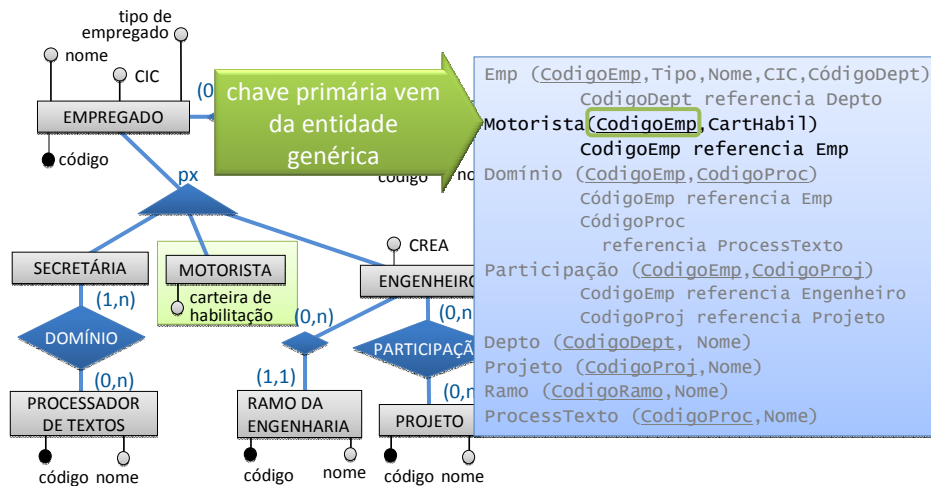 tipo de
empregado
nome
CIC
(0
EMPREGADO
código
chave primária vem
da entidade
genérica
código
no
px
CREA
SECRETÁRIA
MOTORISTA
ENGENHEIRO
carteira de
habilitação
(1,n)
(0,n)
(0,n
DOMÍNIO
PARTICIPAÇÃ
(0,n)
(1,1)
(0,n
PROCESSADOR
DE TEXTOS
RAMO DA
ENGENHARIA
PROJETO
código nome
código
nome
código nome
Emp (CodigoEmp,Tipo,Nome,CIC,CódigoDept)
CodigoDept referencia Depto
Motorista(CodigoEmp,CartHabil)
CodigoEmp referencia Emp
Domínio (CodigoEmp,CodigoProc)
CódigoEmp referencia Emp
CódigoProc
referencia ProcessTexto
Participação (CodigoEmp,CodigoProj)
CodigoEmp referencia Engenheiro
CodigoProj referencia Projeto
Depto (CodigoDept, Nome)
Projeto (CodigoProj,Nome)
Ramo (CodigoRamo,Nome)
ProcessTexto (CodigoProc,Nome)